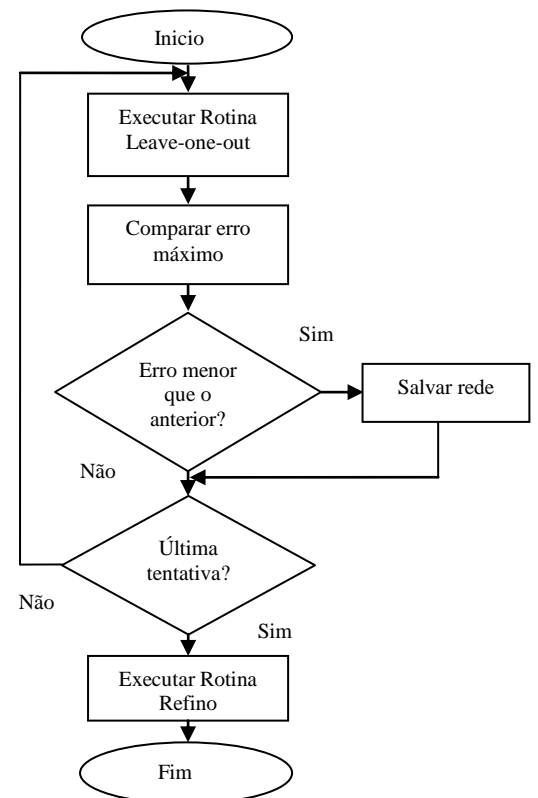 Inicio
Executar Rotina
Leave-one-out
Comparar erro
máximo
Sim
Erro menor
que o
anterior?
Salvar rede
Não
Última
tentativa?
Não
Sim
Executar Rotina
Refino
Fim